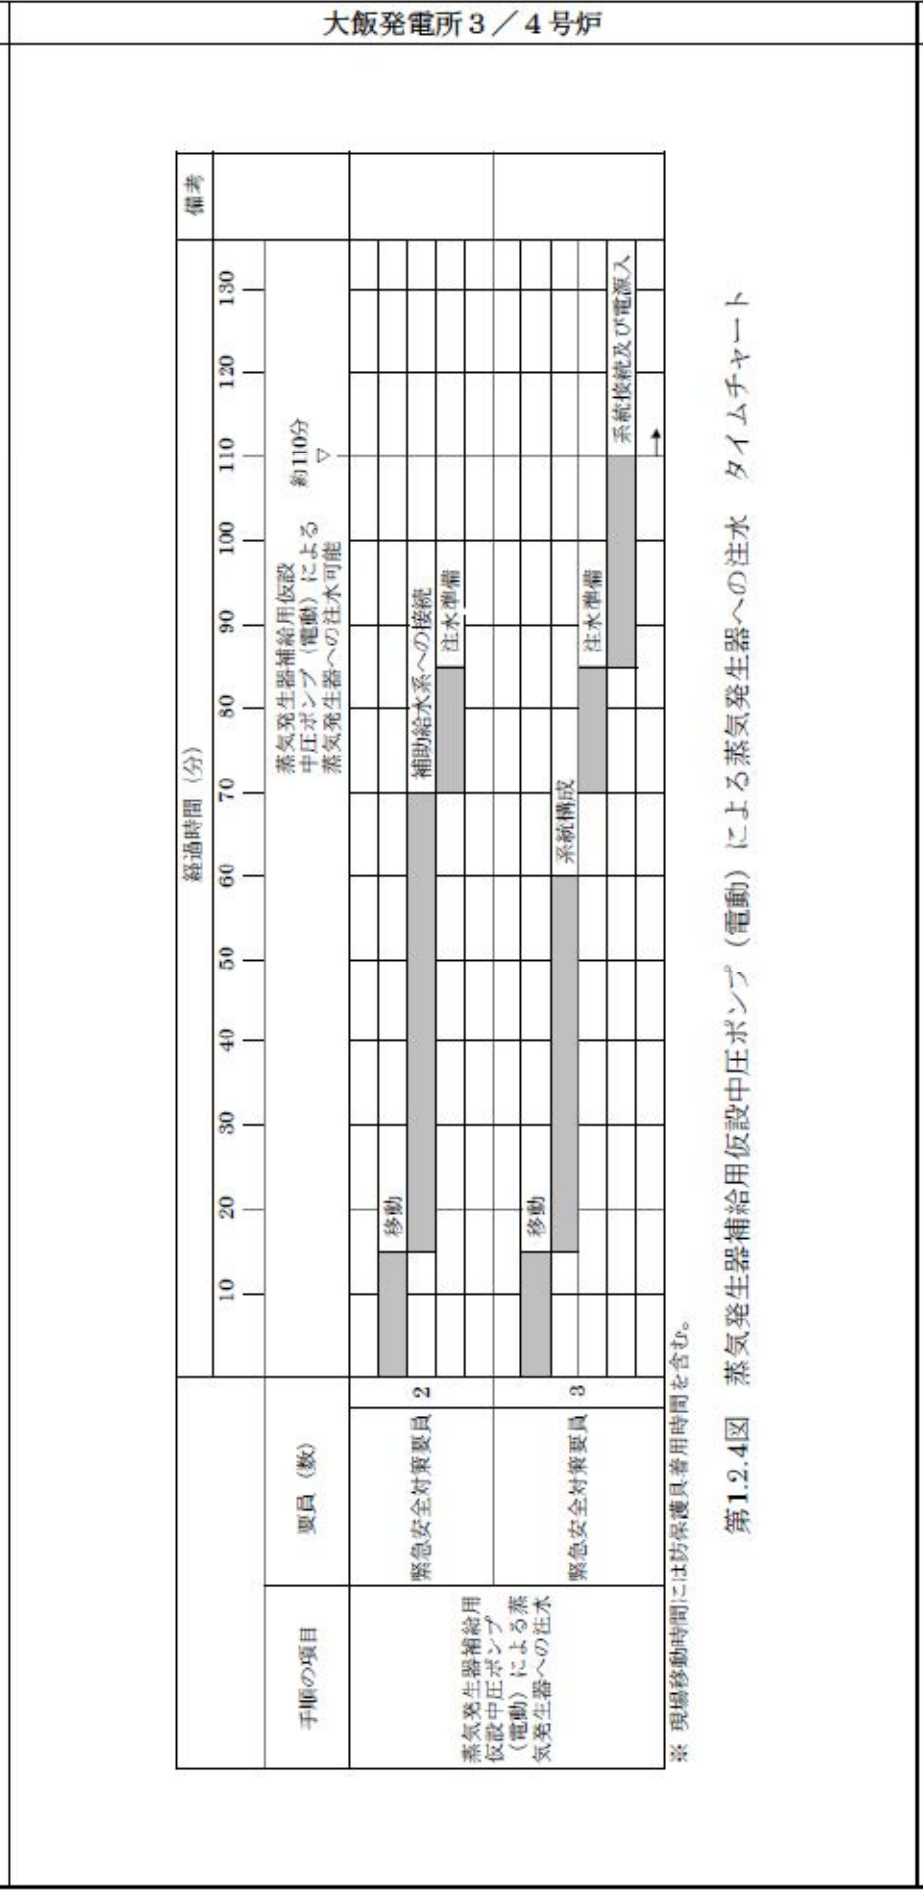 大飯発電所3／4号炉
経過時間（分）
備考
10 20 30 40 50 60 70 80 90 100 110 120 130
手順の項目
要員（数）
蒸気発生器補給用仮設
中圧ポンプ（電動）による
蒸気発生器への注水可能
約110分
▽
蒸気発生器補給用
仮設中圧ポンプ
（電動）による蒸
気発生器への注水
緊急安全対策要員
2
移動
補助給水系への接続
注水準備
緊急安全対策要員
3
移動
系統構成
注水準備
系統接続及び電源入
※ 現場移動時間には防保護具着用時間を含む。
第1.2.4図　蒸気発生器補給用仮設中圧ポンプ（電動）による蒸気発生器への注水　タイムチャート